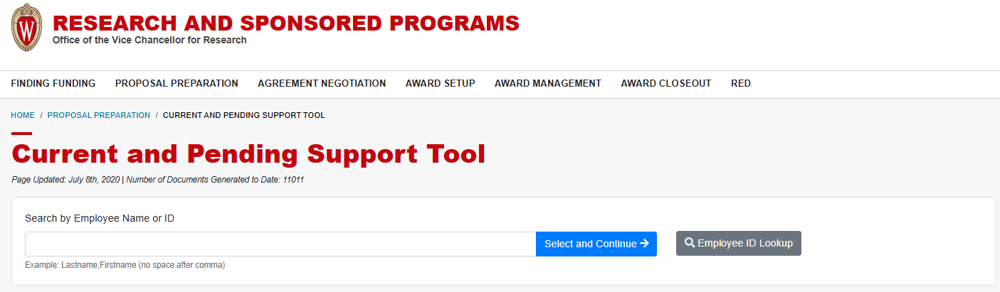 W
RESEARCH AND SPONSORED PROGRAMS
Office of the Vice Chancellor for Research
FINDING FUNDING PROPOSAL PREPARATION AGREEMENT NEGOTIATION AWARD SETUP AWARD MANAGEMENT AWARD CLOSEOUT RED
HOME / PROPOSAL PREPARATION / CURRENT AND PENDING SUPPORT TOOL
Current and Pending Support Tool
Page Updated: July 8th, 2020 | Number of Documents Generated to Date: 11011
Search by Employee Name or ID
Select and Continue → Employee ID Lookup
Example: Lastname,Firstname (no space after comma)